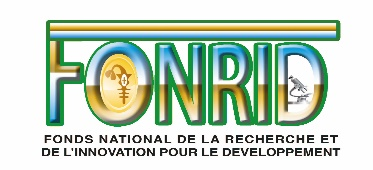 FONRID
FONDS NATIONAL DE LA RECHERCHE ET
DE L'INNOVATION POUR LE DEVELOPPEMENT